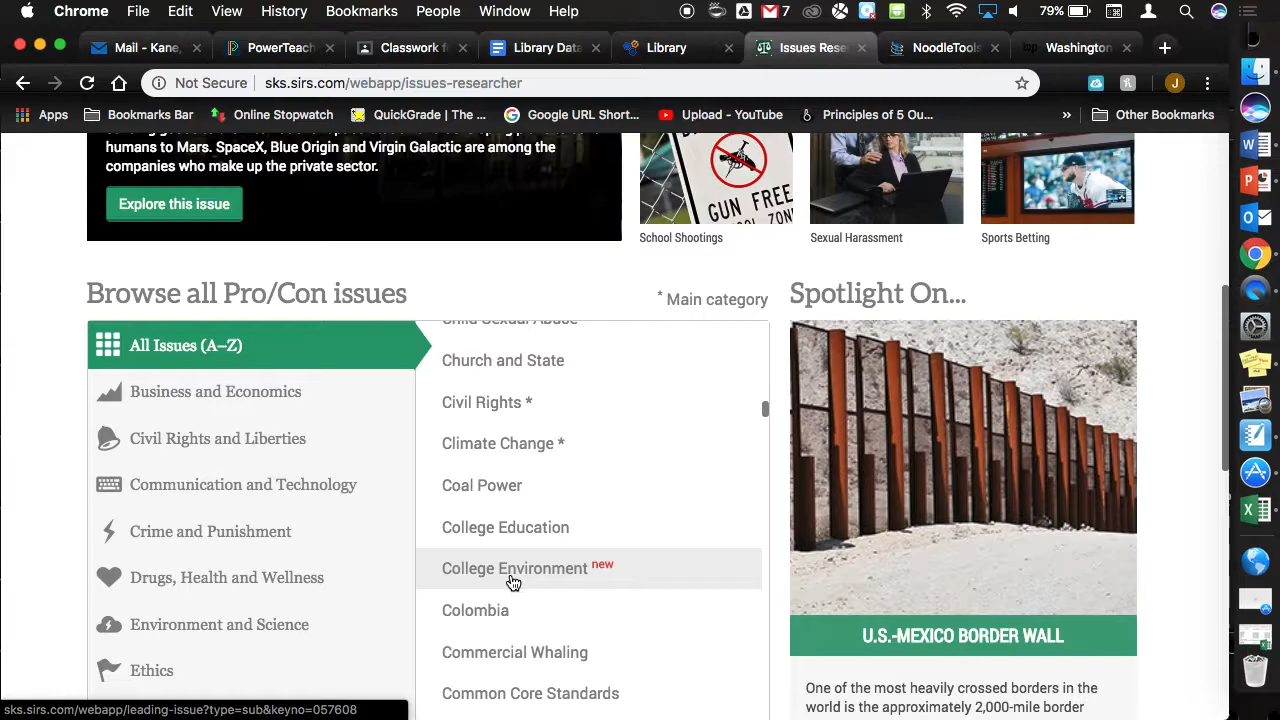 Chrome File Edit View History Bookmarks People Window Help 7 79%
Mail - Kane, PowerTeach Classwork f Library Data Library Issues Rese NoodleTools Washington
Not Secure sks.sirs.com/webapp/issues-researcher J
Apps Bookmarks Bar Online Stopwatch QuickGrade | The ... Google URL Short... Upload - YouTube Principles of 5 Ou... » Other Bookmarks
humans to Mars. SpaceX, Blue Origin and Virgin Galactic are among the
companies who make up the private sector.
Explore this issue
GUN FREE
School Shootings
Sexual Harassment
Sports Betting
Browse all Pro/Con issues
* Main category
All Issues (A–Z)
Business and Economics
Civil Rights and Liberties
Communication and Technology
Crime and Punishment
Drugs, Health and Wellness
Environment and Science
Ethics
Child Sexual Abuse
Church and State
Civil Rights *
Climate Change *
Coal Power
College Education
College Environment new
Colombia
Commercial Whaling
Common Core Standards
Spotlight On...
U.S.-MEXICO BORDER WALL
One of the most heavily crossed borders in the
world is the approximately 2,000-mile border
sks.sirs.com/webapp/leading-issue?type=sub&keyno=057608